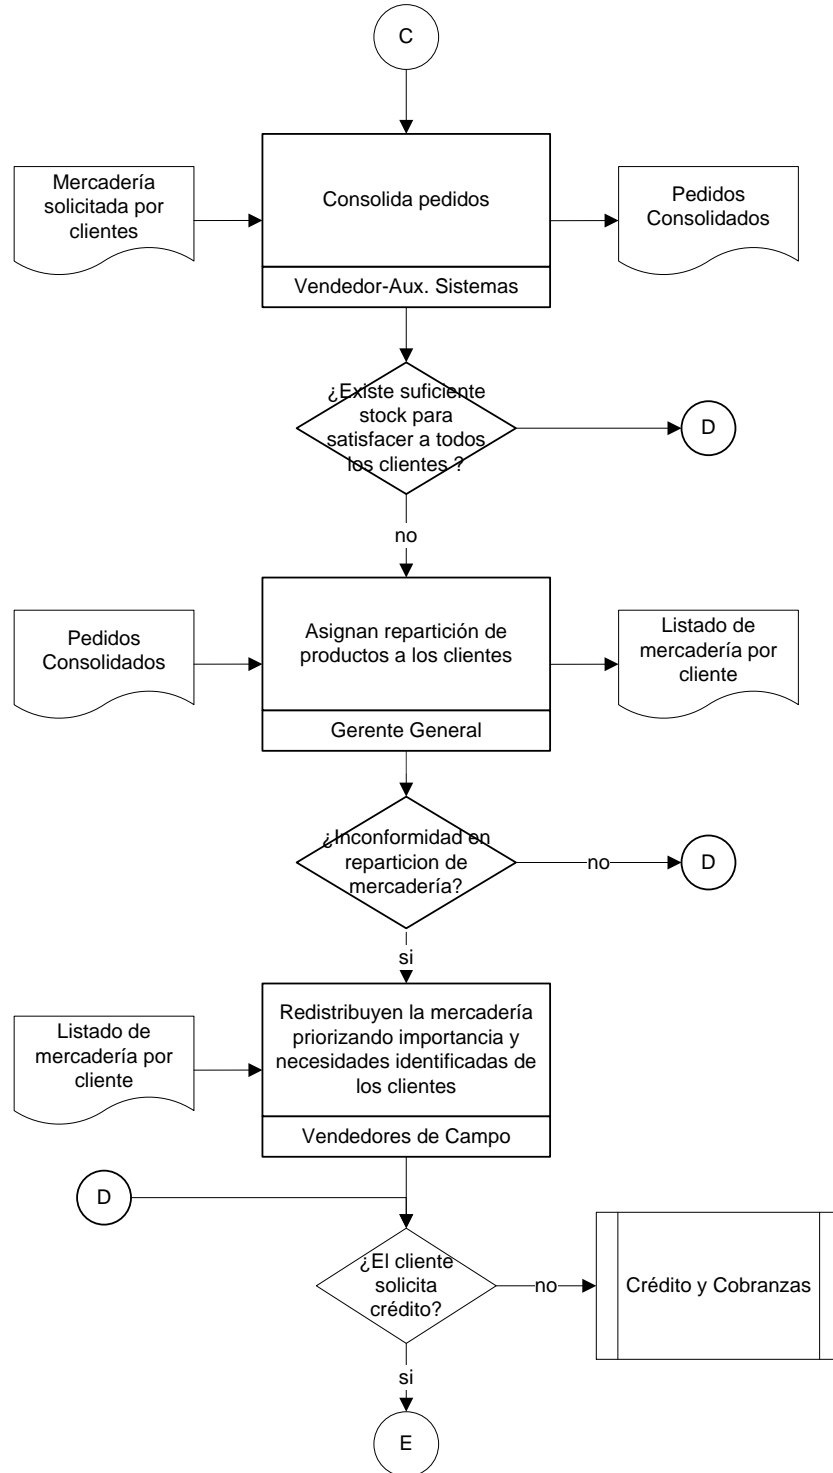 C
Mercadería
solicitada por
clientes
Consolida pedidos
Pedidos
Consolidados
Vendedor-Aux. Sistemas
¿Existe suficiente
stock para
satisfacer a todos
los clientes ?
D
no
Pedidos
Consolidados
Asignan repartición de
productos a los clientes
Listado de
mercadería por
cliente
Gerente General
¿Inconformidad en
reparticion de
mercadería?
no
D
si
Listado de
mercadería por
cliente
Redistribuyen la mercadería
priorizando importancia y
necesidades identificadas de
los clientes
Vendedores de Campo
D
¿El cliente
solicita
crédito?
no
Crédito y Cobranzas
si
E